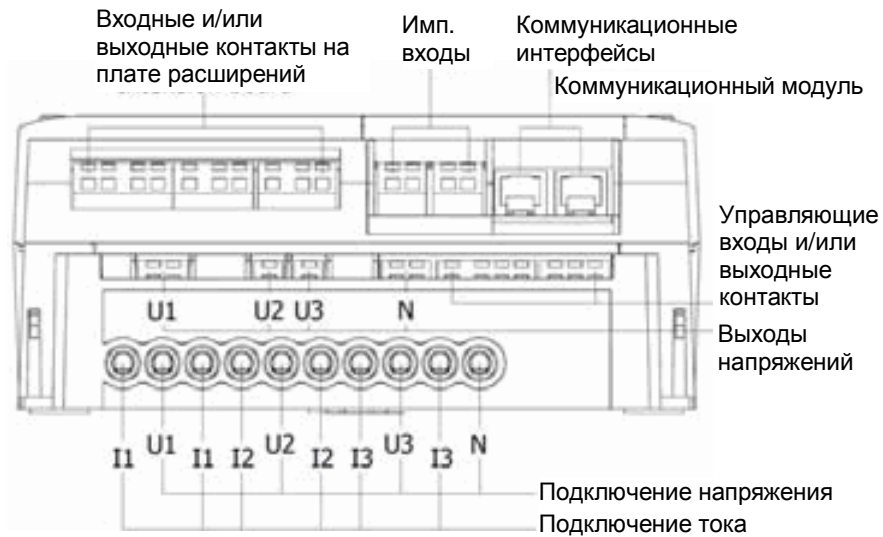 Входные и/или
выходные контакты на
плате расширений
Имп.
входы
Коммуникационные
интерфейсы
Коммуникационный модуль
Управляющие
входы и/или
выходные
контакты
U1 U2 U3 N
Выходы
напряжений
I1 U1 I1 I2 U2 I2 I3 U3 I3 N
Подключение напряжения
Подключение тока